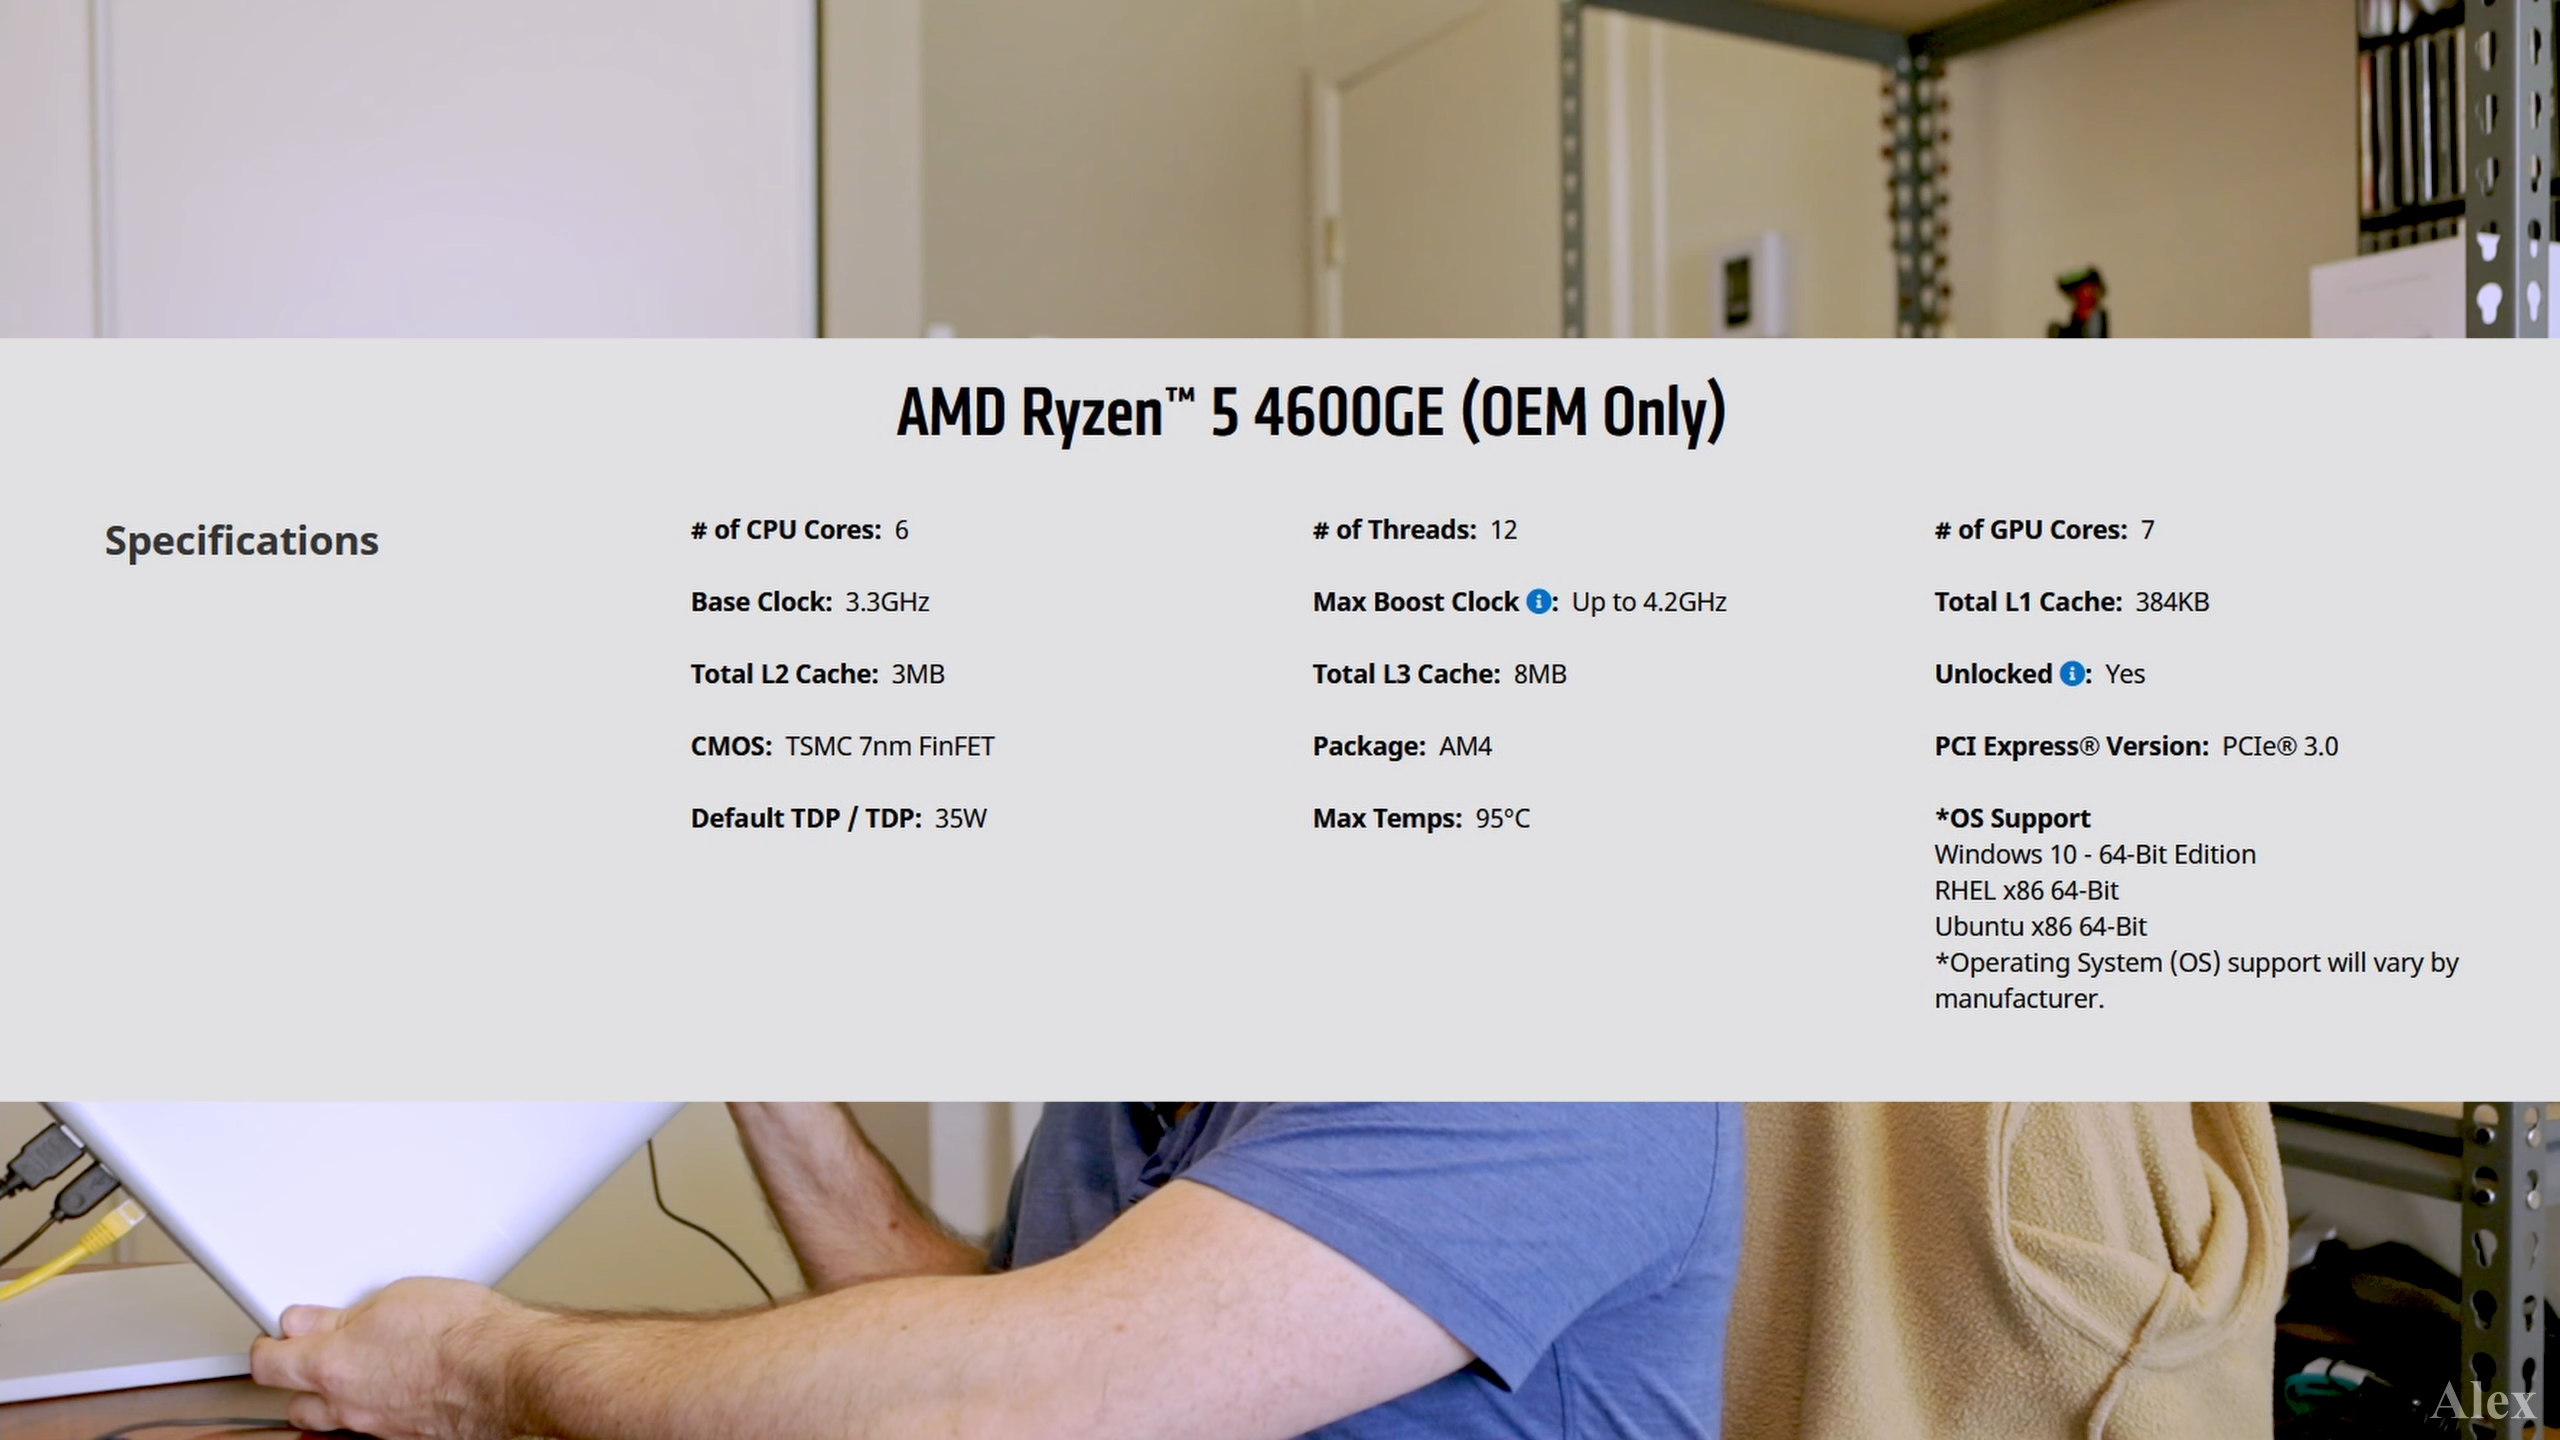 AMD Ryzen™ 5 4600GE (OEM Only)
Specifications
# of CPU Cores: 6
# of Threads: 12
# of GPU Cores: 7
Base Clock: 3.3GHz
Max Boost Clock i: Up to 4.2GHz
Total L1 Cache: 384KB
Total L2 Cache: 3MB
Total L3 Cache: 8MB
Unlocked i: Yes
CMOS: TSMC 7nm FinFET
Package: AM4
PCI Express® Version: PCIe® 3.0
Default TDP / TDP: 35W
Max Temps: 95°C
*OS Support
Windows 10 - 64-Bit Edition
RHEL x86 64-Bit
Ubuntu x86 64-Bit
*Operating System (OS) support will vary by
manufacturer.
Alex